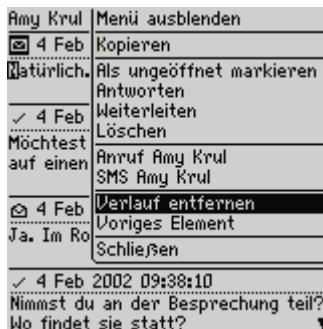 Amy Krul
Menü ausblenden
4 Feb
Kopieren
Natürlich.
Als ungeöffnet markieren
Antworten
4 Feb
Weiterleiten
Löschen
Möchtest
auf einen
Anruf Amy Krul
SMS Amy Krul
4 Feb
Verlauf entfernen
Voriges Element
Ja. Im Ro
Schließen
4 Feb 2002 09:38:10
Nimmst du an der Besprechung teil?
Wo findet sie statt?